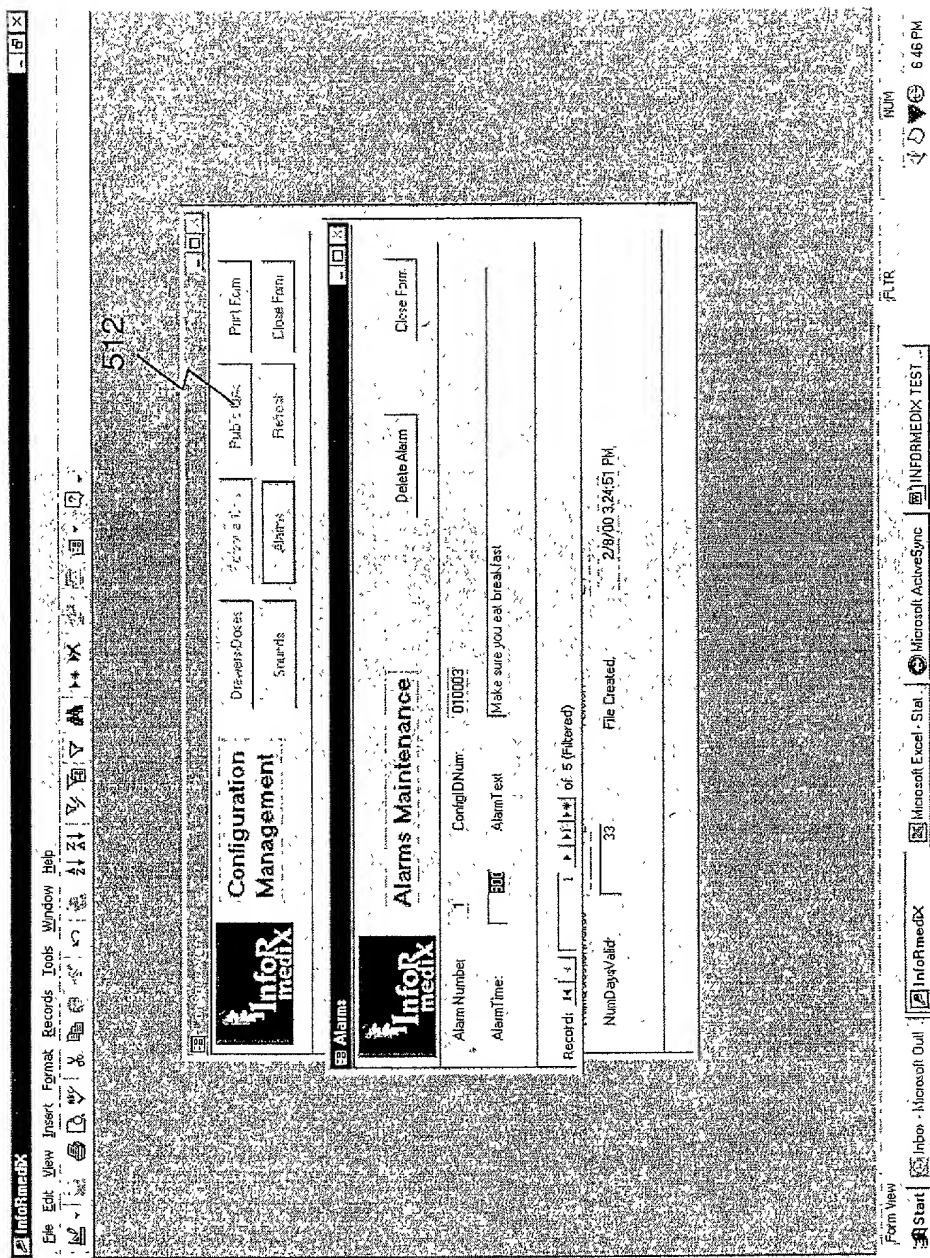 InfoRmediX
File Edit View Insert Format Records Tools Window Help
512
InfoR
medix
Configuration
Management
Drawers-Doses
Print Form
Sounds
Alarms
Refresh
Close Form
Alarms
InfoR
medix
Alarms Maintenance
Delete Alarm
Close Form
Alarm Number:
1
ConfigIDNum:
010003
AlarmTime:
800
AlarmText
Make sure you eat breakfast
Record: 1 of 5 (Filtered)
NumDaysValid:
33
File Created:
2/8/00 3:24:51 PM
Form View
FLTR
NUM
Start
Inbox - Microsoft Outl..
InfoRmediX
Microsoft Excel - Stat..
Microsoft ActiveSync
INFORMEDIX TEST ..
6:46 PM